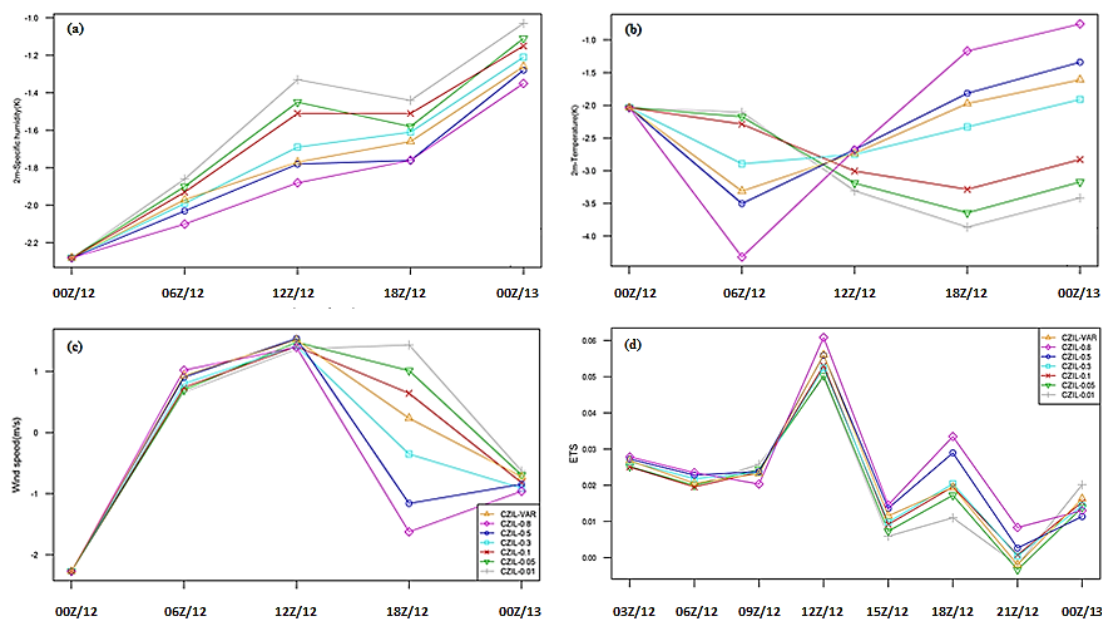 (a)
2m-Specific humidity(K)
-1.0
-1.2
-1.4
-1.6
-1.8
-2.0
-2.2
00Z/12 06Z/12 12Z/12 18Z/12 00Z/13
(b)
2m-Temperature(K)
-1.0
-1.5
-2.0
-2.5
-3.0
-3.5
-4.0
00Z/12 06Z/12 12Z/12 18Z/12 00Z/13
(c)
Wind speed(m/s)
1
0
-1
-2
CZIL-VAR
CZIL-0.8
CZIL-0.5
CZIL-0.3
CZIL-0.1
CZIL-0.05
CZIL-0.01
00Z/12 06Z/12 12Z/12 18Z/12 00Z/13
(d)
ETS
0.06
0.05
0.04
0.03
0.02
0.01
0.00
CZIL-VAR
CZIL-0.8
CZIL-0.5
CZIL-0.3
CZIL-0.1
CZIL-0.05
CZIL-0.01
03Z/12 06Z/12 09Z/12 12Z/12 15Z/12 18Z/12 21Z/12 00Z/13